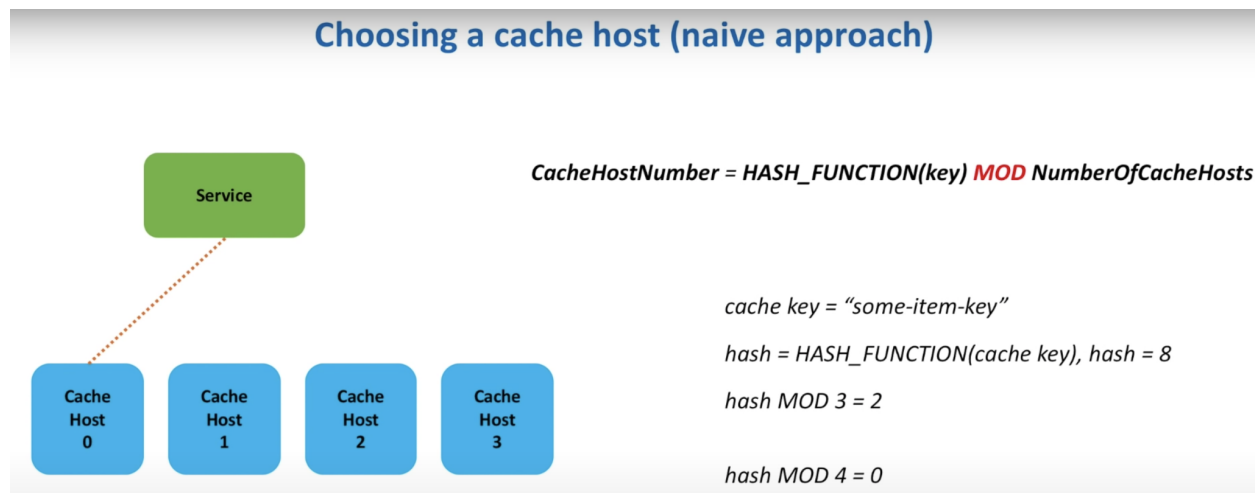 Choosing a cache host (naive approach)
Service
CacheHostNumber = HASH_FUNCTION(key) MOD NumberOfCacheHosts
cache key = “some-item-key”
hash = HASH_FUNCTION(cache key), hash = 8
hash MOD 3 = 2
hash MOD 4 = 0
Cache
Host
0
Cache
Host
1
Cache
Host
2
Cache
Host
3